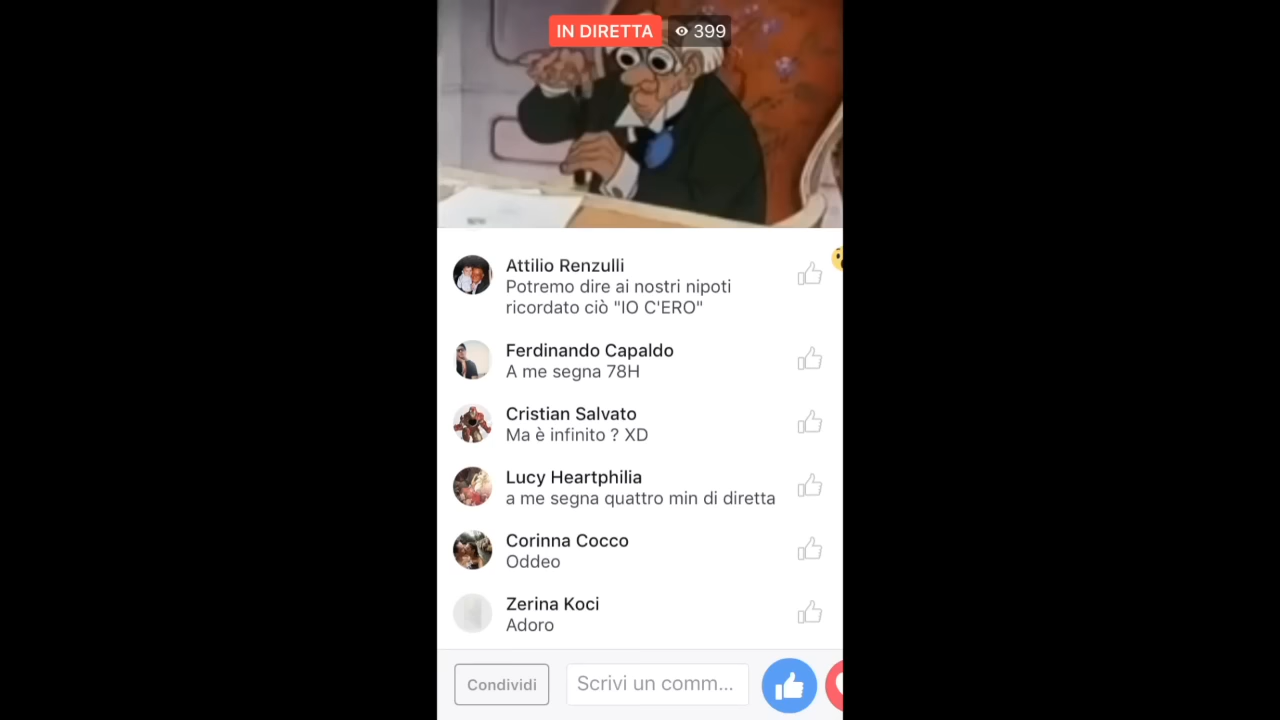 IN DIRETTA 399
Attilio Renzulli
Potremo dire ai nostri nipoti
ricordato ciò "IO C'ERO"
Ferdinando Capaldo
A me segna 78H
Cristian Salvato
Ma è infinito ? XD
Lucy Heartphilia
a me segna quattro min di diretta
Corinna Cocco
Oddeo
Zerina Koci
Adoro
Condividi Scrivi un comm...